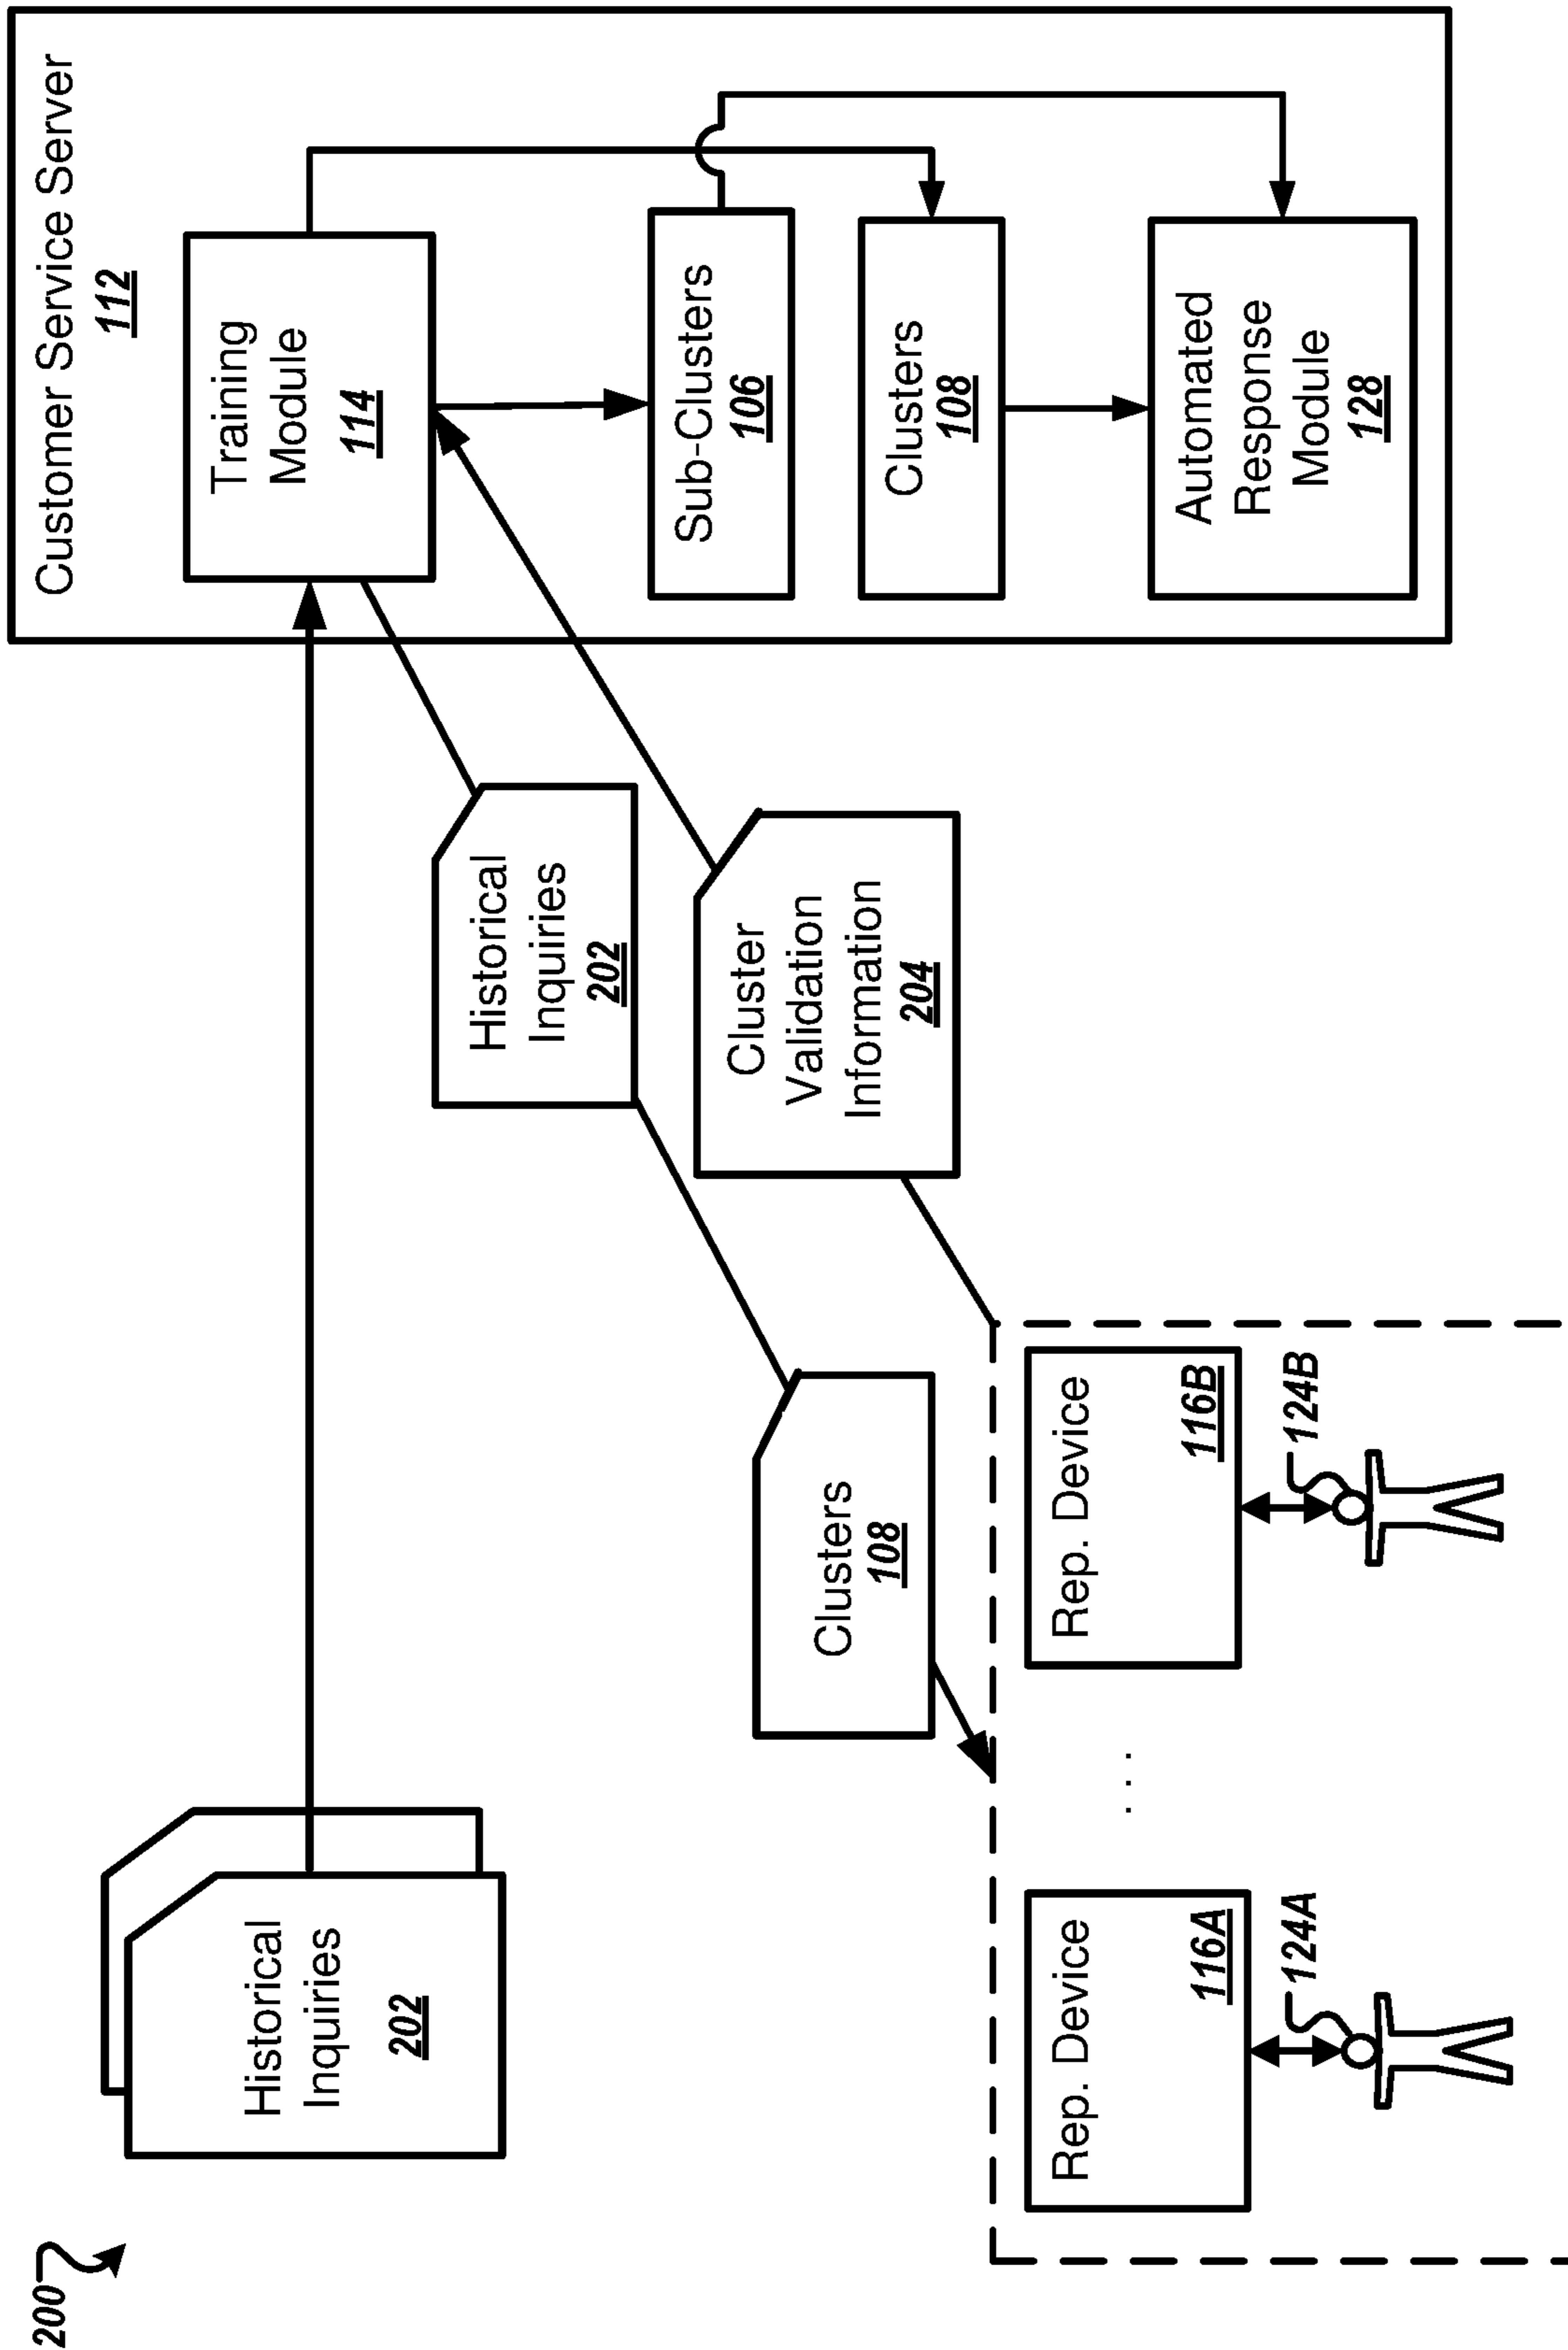 200
Historical
Inquiries
202
Customer Service Server
112
Training
Module
114
Sub-Clusters
106
Clusters
108
Automated
Response
Module
128
Historical
Inquiries
202
Cluster
Validation
Information
204
Clusters
108
Rep. Device
116A
124A
. . .
Rep. Device
116B
124B